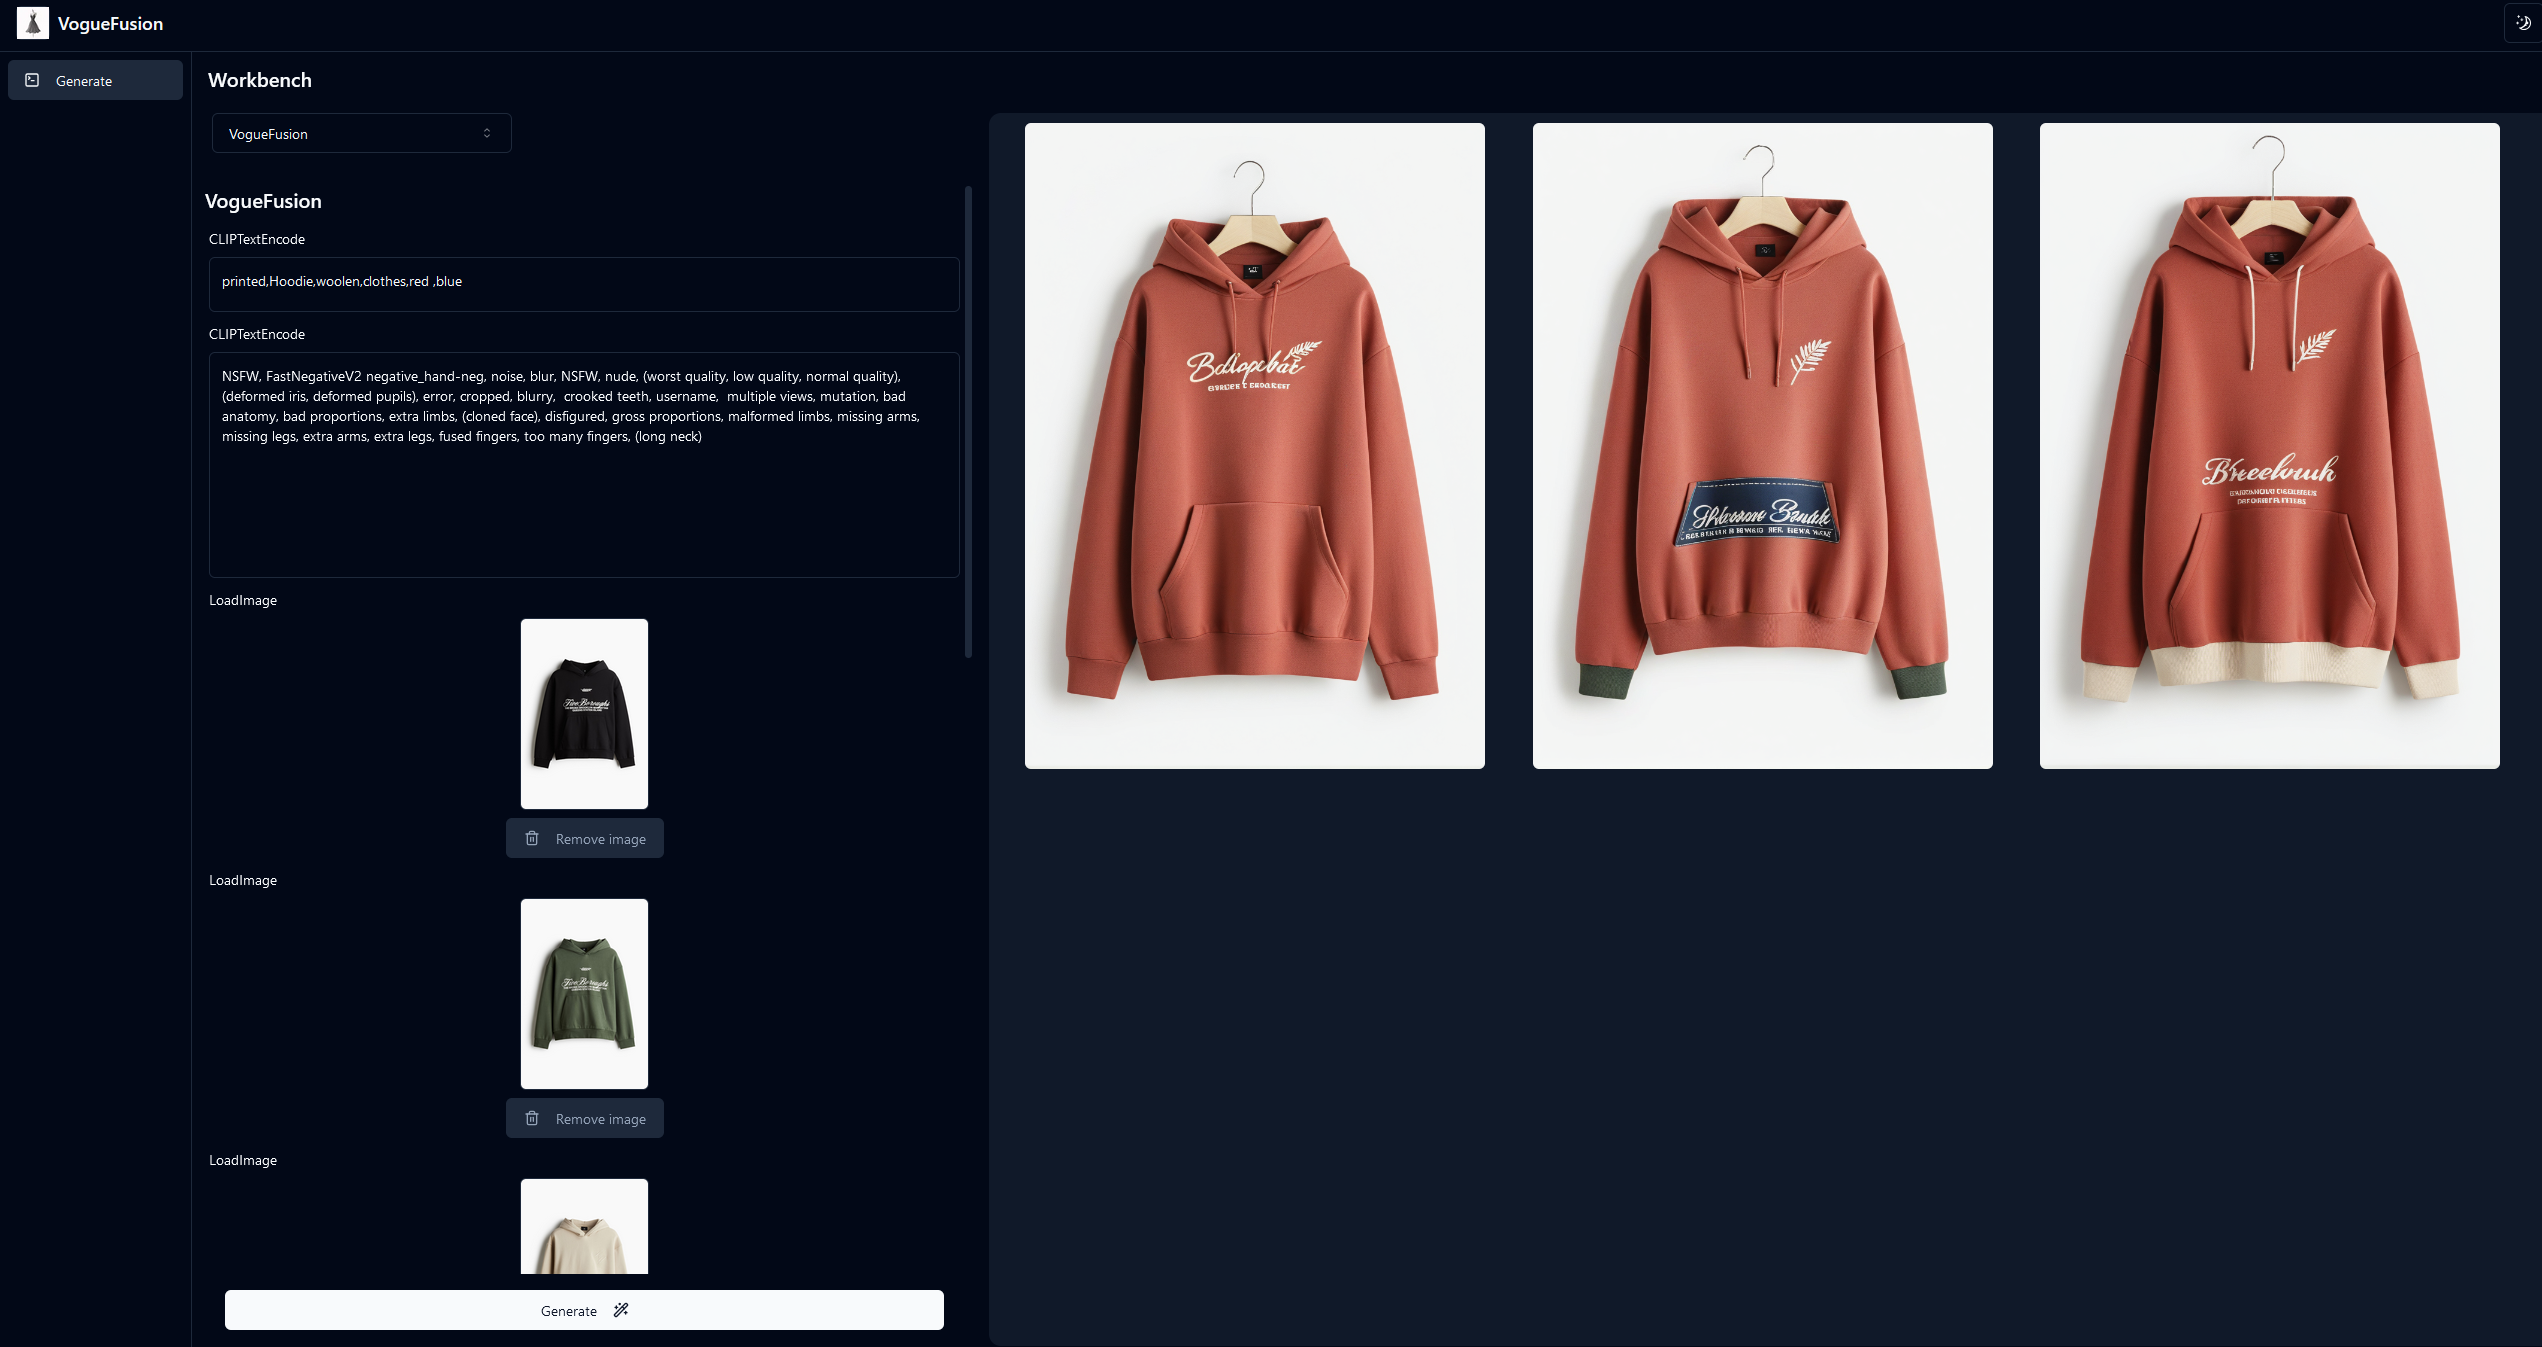 VogueFusion
Generate
Workbench
VogueFusion
VogueFusion
CLIPTextEncode
printed,Hoodie,woolen,clothes,red ,blue
CLIPTextEncode
NSFW, FastNegativeV2 negative_hand-neg, noise, blur, NSFW, nude, (worst quality, low quality, normal quality),
(deformed iris, deformed pupils), error, cropped, blurry,  crooked teeth, username,  multiple views, mutation, bad
anatomy, bad proportions, extra limbs, (cloned face), disfigured, gross proportions, malformed limbs, missing arms,
missing legs, extra arms, extra legs, fused fingers, too many fingers, (long neck)
LoadImage
Five Boroughs
Remove image
LoadImage
Five Boroughs
Remove image
LoadImage
Generate